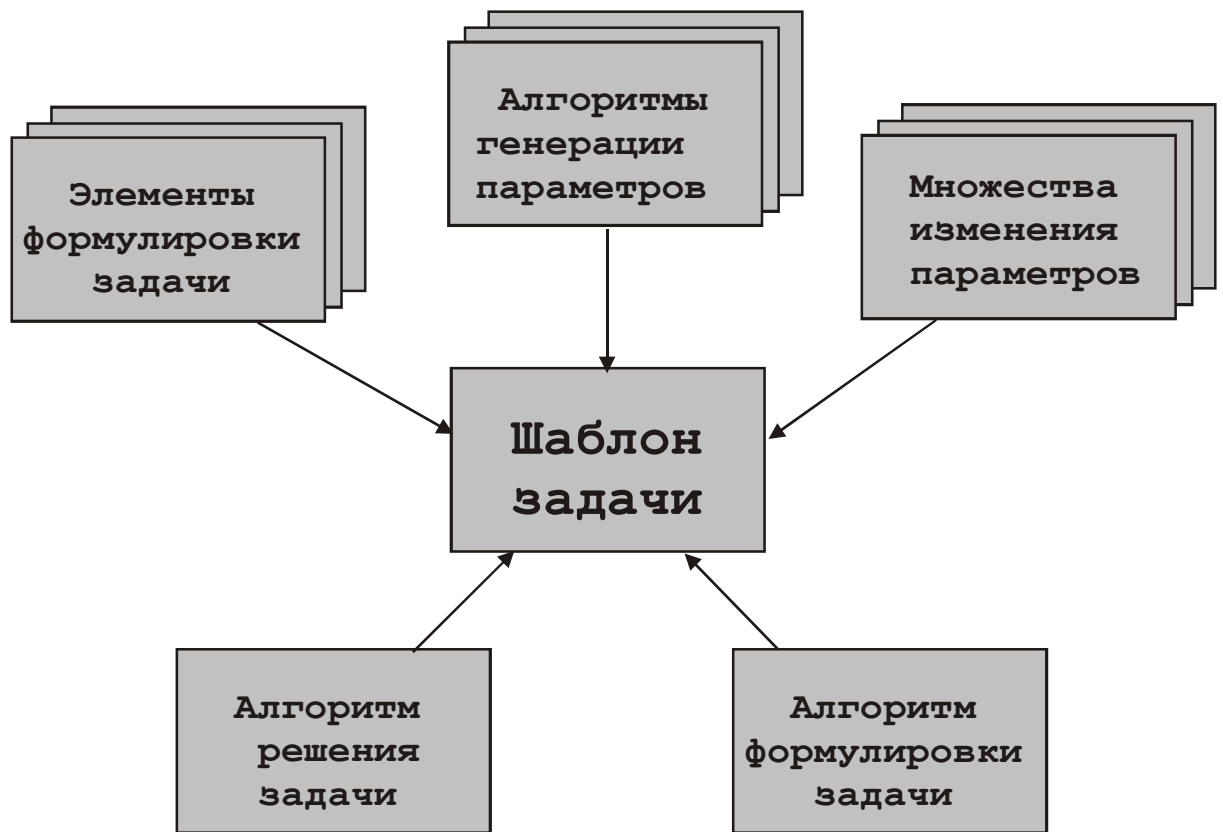 Алгоритмы
генерации
параметров
Элементы
формулировки
задачи
Множества
изменения
параметров
Шаблон
задачи
Алгоритм
решения
задачи
Алгоритм
формулировки
задачи